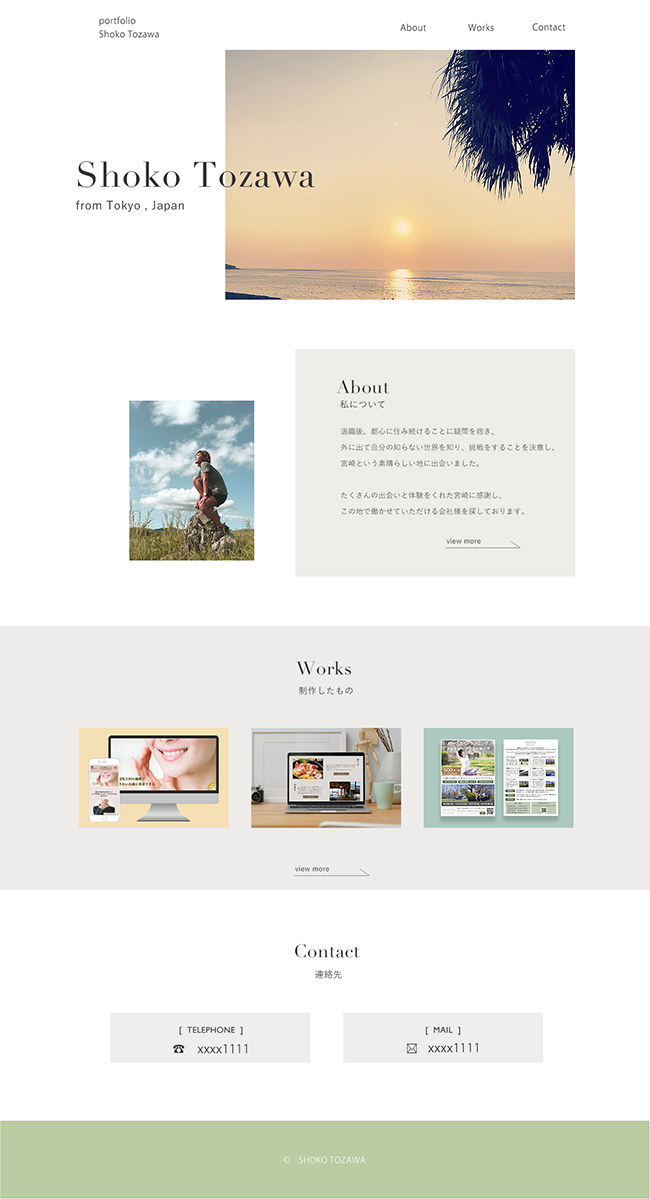 portfolio
Shoko Tozawa
About
Works
Contact
Shoko Tozawa
from Tokyo , Japan
About
私について
退職後、都心に住み続けることに疑問を抱き、
外に出て自分の知らない世界を知り、挑戦をすることを決意し、
宮崎という素晴らしい地に出会いました。
たくさんの出会いと体験をくれた宮崎に感謝し、
この地で働かせていただける会社様を探しております。
view more
Works
制作したもの
view more
Contact
連絡先
[ TELEPHONE ]
xxxx1111
[ MAIL ]
xxxx1111
© SHOKO TOZAWA